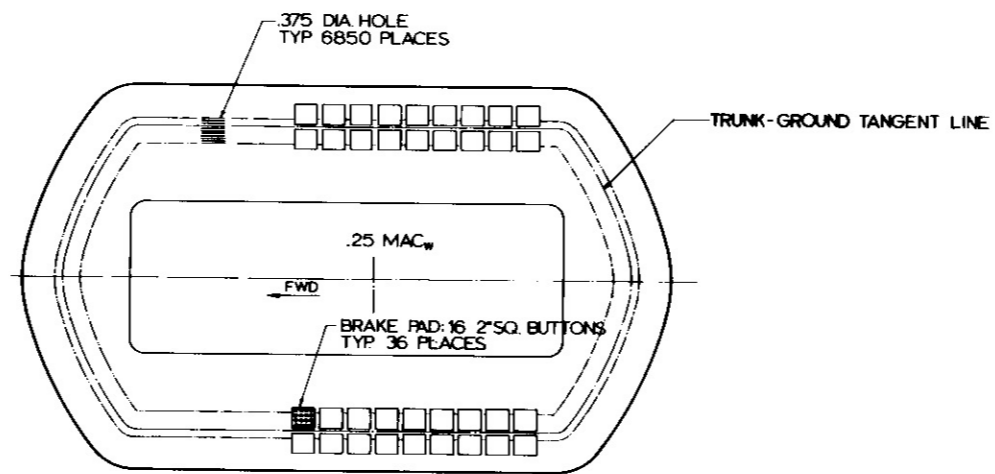 .375 DIA. HOLE
TYP 6850 PLACES
TRUNK-GROUND TANGENT LINE
.25 MACw
FWD
BRAKE PAD: 16 2" SQ. BUTTONS
TYP 36 PLACES